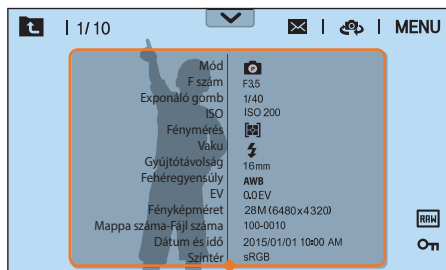 1/10 MENU
Mód P
F szám F3.5
Exponáló gomb 1/40
ISO ISO 200
Fénymérés
Vaku
Gyújtótávolság 16mm
Fehéregyensúly AWB
EV 0.0EV
Fényképméret 28M (6480x4320)
Mappa száma-Fájl száma 100-0010
Dátum és idő 2015/01/01 10:00 AM
Színtér sRGB
RAW